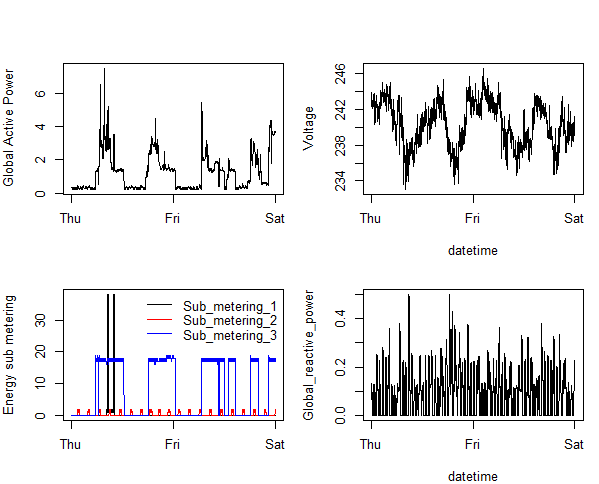 Global Active Power
0 2 4 6
Thu Fri Sat
Voltage
234 238 242 246
Thu Fri Sat
datetime
Energy sub metering
0 10 20 30
Sub_metering_1
Sub_metering_2
Sub_metering_3
Thu Fri Sat
Global_reactive_power
0.0 0.2 0.4
Thu Fri Sat
datetime